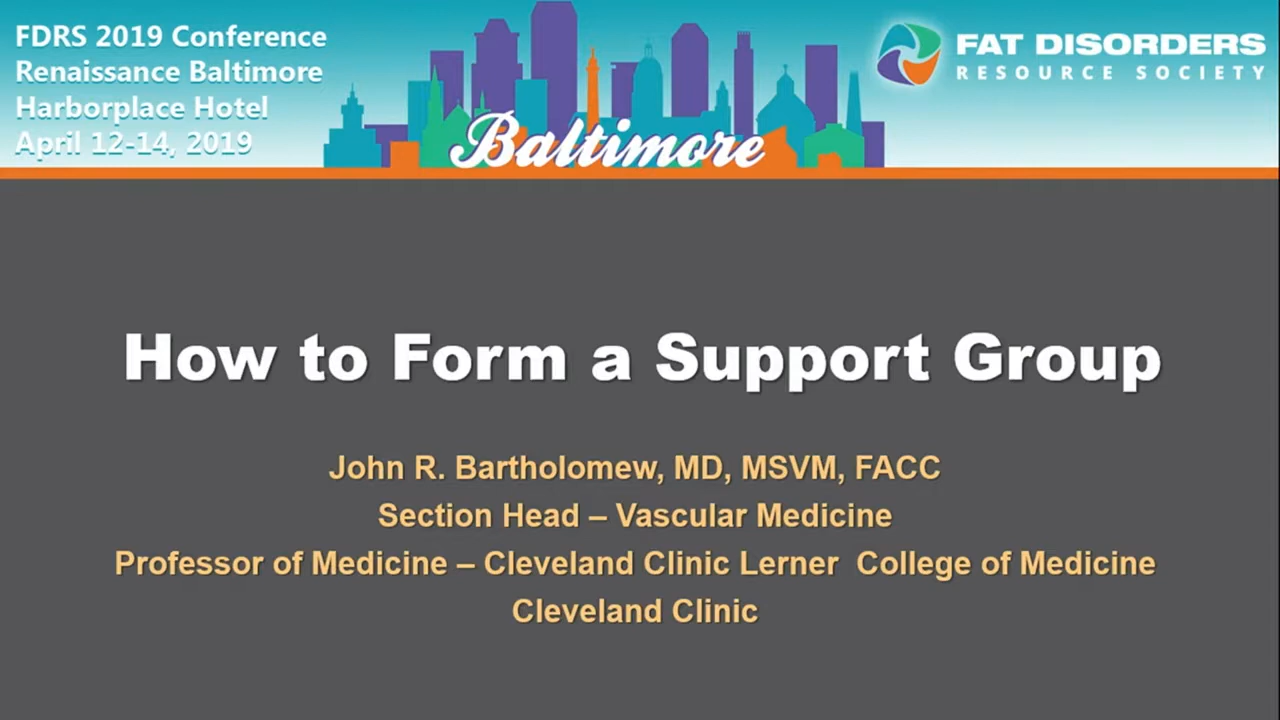 FDRS 2019 Conference
Renaissance Baltimore
Harborplace Hotel
April 12-14, 2019
Baltimore
FAT DISORDERS
RESOURCE SOCIETY
How to Form a Support Group
John R. Bartholomew, MD, MSVM, FACC
Section Head – Vascular Medicine
Professor of Medicine – Cleveland Clinic Lerner College of Medicine
Cleveland Clinic